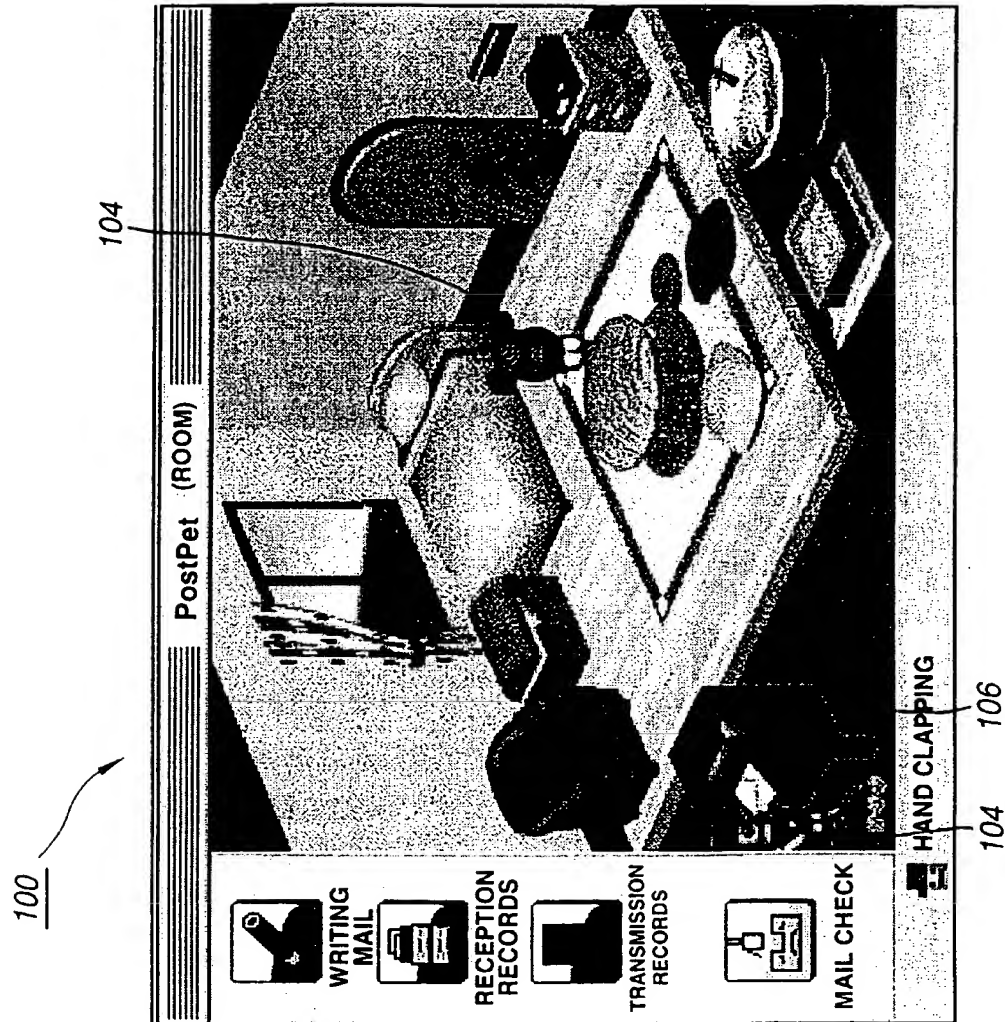 100
PostPet (ROOM)
104
WRITING
MAIL
RECEPTION
RECORDS
TRANSMISSION
RECORDS
MAIL CHECK
HAND CLAPPING
104
106